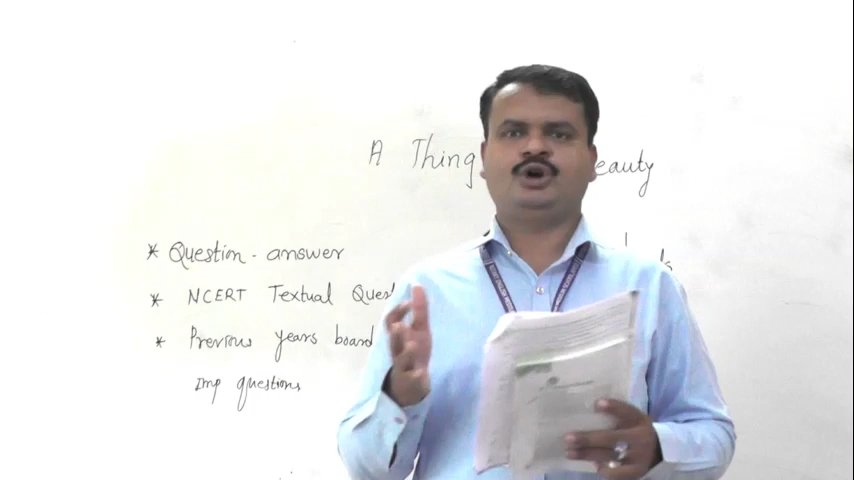 A Thing eauty
* Question - answer
* NCERT Textual Ques
* Previous years board
Imp questions